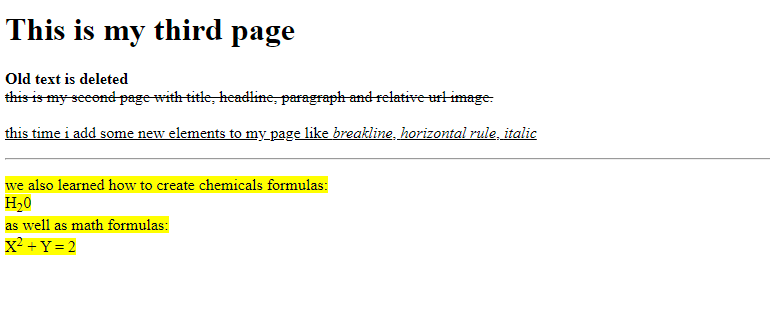 This is my third page
Old text is deleted
this is my second page with title, headline, paragraph and relative url image.
this time i add some new elements to my page like breakline, horizontal rule, italic
we also learned how to create chemicals formulas:
H₂0
as well as math formulas:
X² + Y = 2